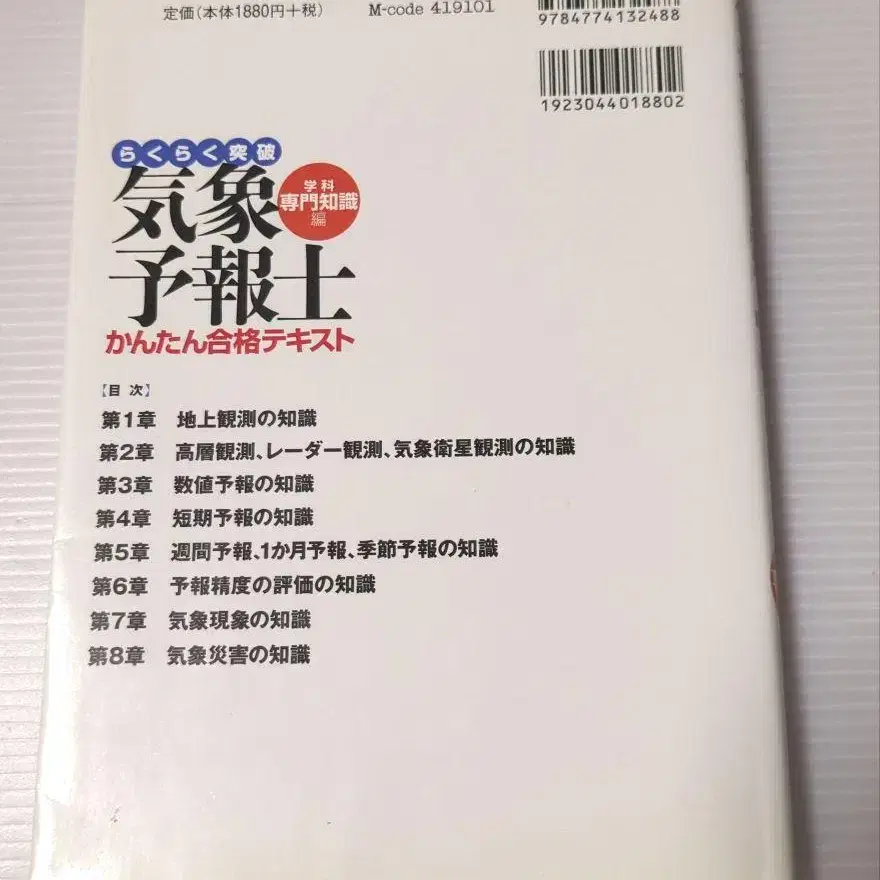 定価(本体1880円+税)
M-code 419101
9784774132488
1923044018802
らくらく突破
気象
予報士
学科
専門知識
編
かんたん合格テキスト
【目 次】
第1章 地上観測の知識
第2章 高層観測、レーダー観測、気象衛星観測の知識
第3章 数値予報の知識
第4章 短期予報の知識
第5章 週間予報、1か月予報、季節予報の知識
第6章 予報精度の評価の知識
第7章 気象現象の知識
第8章 気象災害の知識